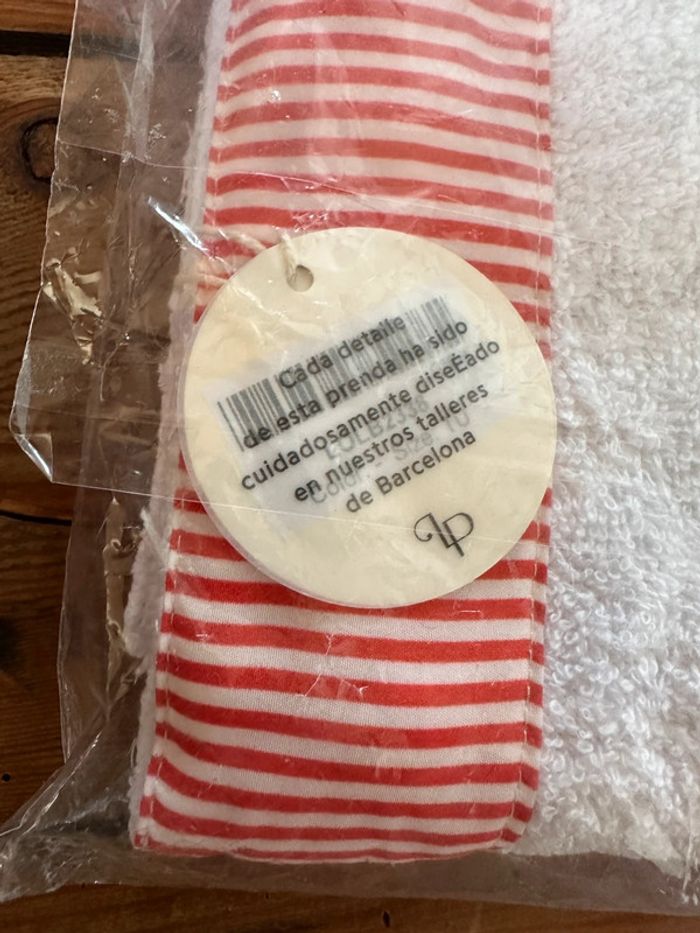 Cada detalle
de esta prenda ha sido
cuidadosamente diseÉado
en nuestros talleres
de Barcelona